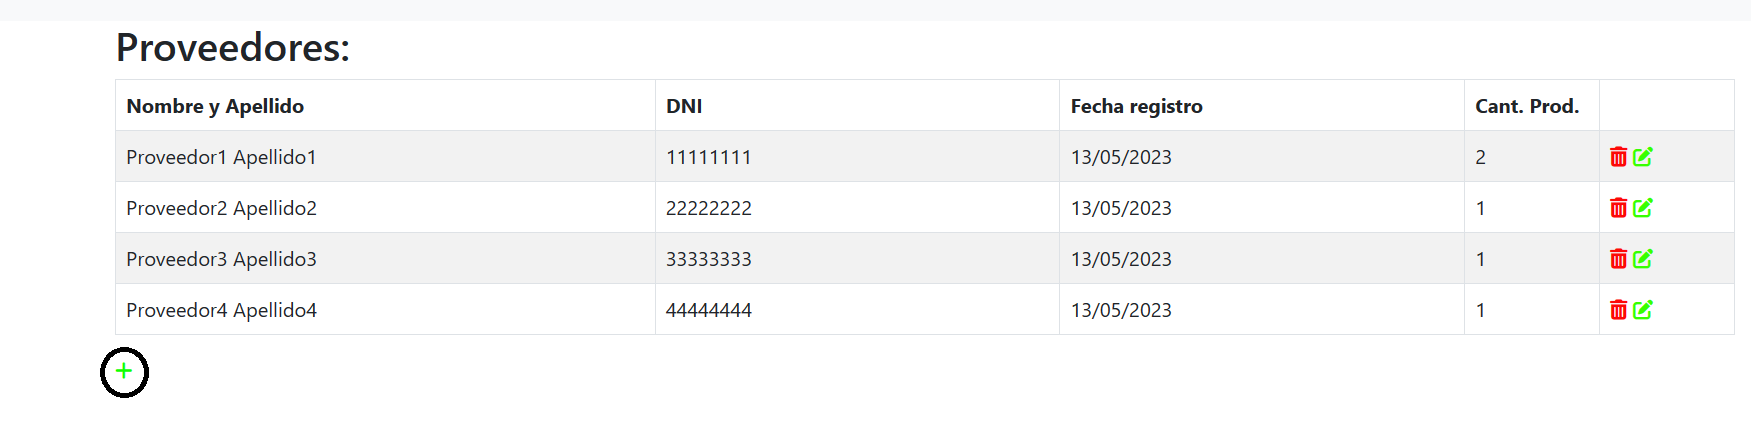 Proveedores:
Nombre y Apellido DNI Fecha registro Cant. Prod.
Proveedor1 Apellido1 11111111 13/05/2023 2
Proveedor2 Apellido2 22222222 13/05/2023 1
Proveedor3 Apellido3 33333333 13/05/2023 1
Proveedor4 Apellido4 44444444 13/05/2023 1
+